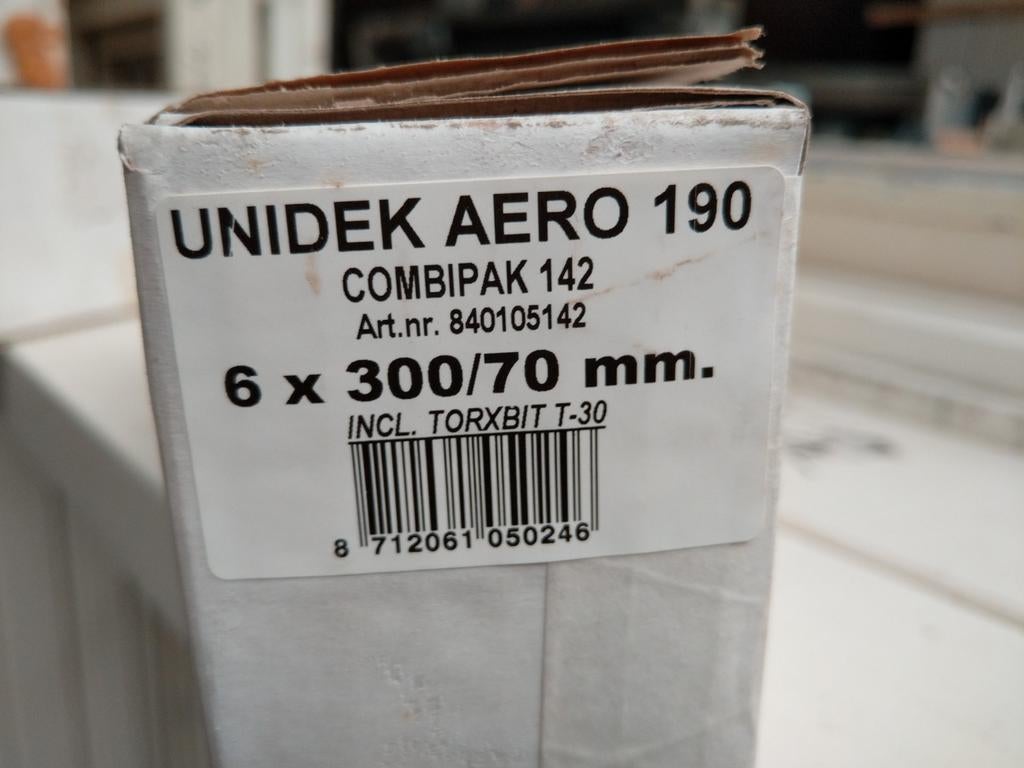 UNIDEK AERO 190
COMBIPAK 142
Art.nr. 840105142
6 x 300/70 mm.
INCL. TORXBIT T-30
8 712061 050246